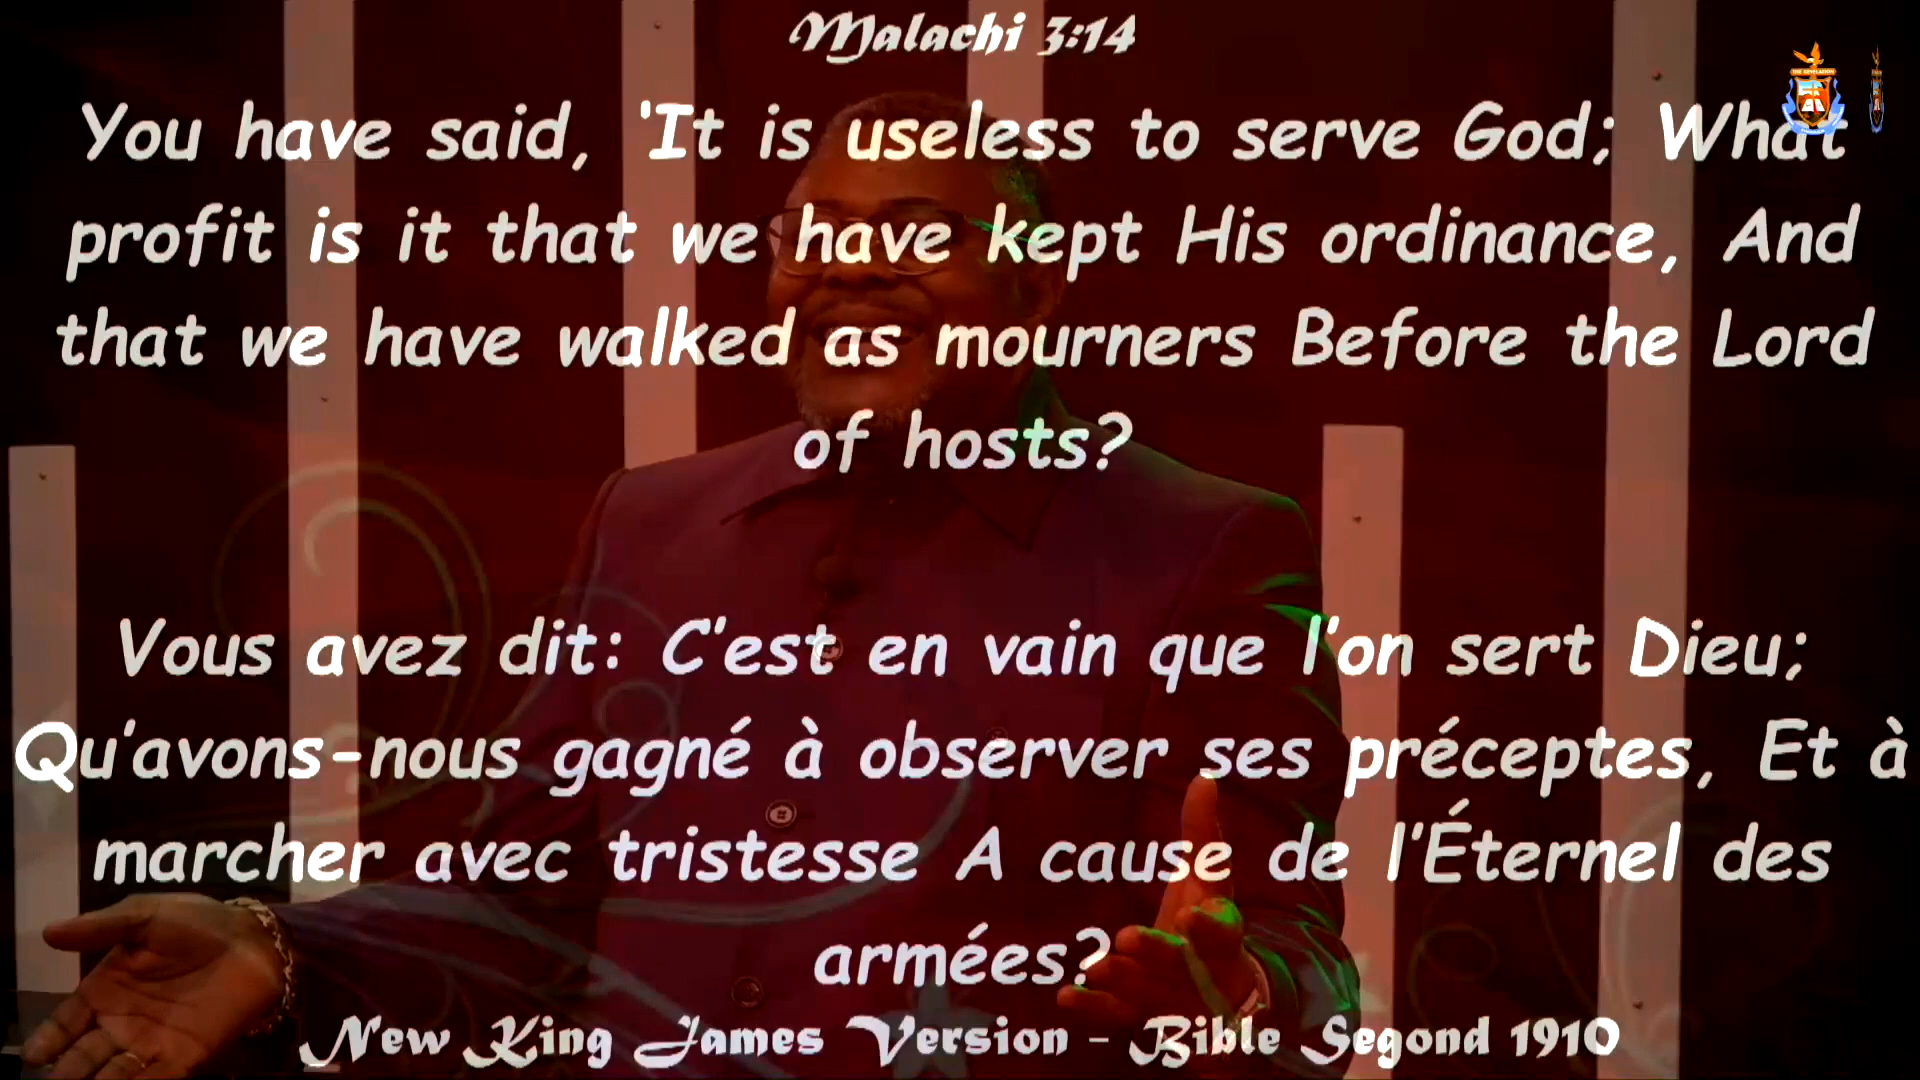 Malachi 3:14
You have said, 'It is useless to serve God; What
profit is it that we have kept His ordinance, And
that we have walked as mourners Before the Lord
of hosts?
Vous avez dit: C'est en vain que l'on sert Dieu;
Qu'avons-nous gagné à observer ses préceptes, Et à
marcher avec tristesse A cause de l'Éternel des
armées?
New King James Version - Bible Segond 1910